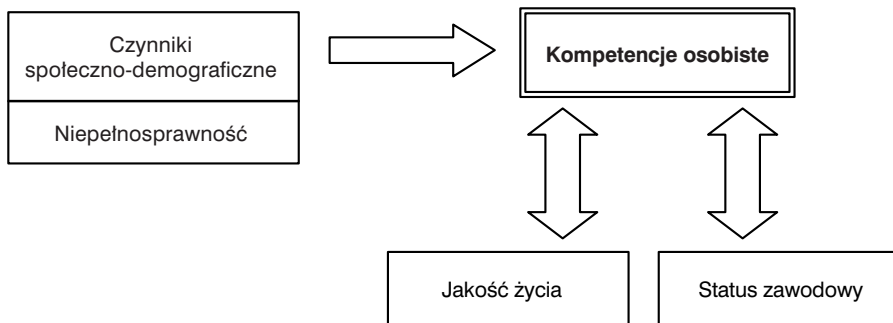 Czynniki
społeczno-demograficzne
Niepełnosprawność
Kompetencje osobiste
Jakość życia
Status zawodowy